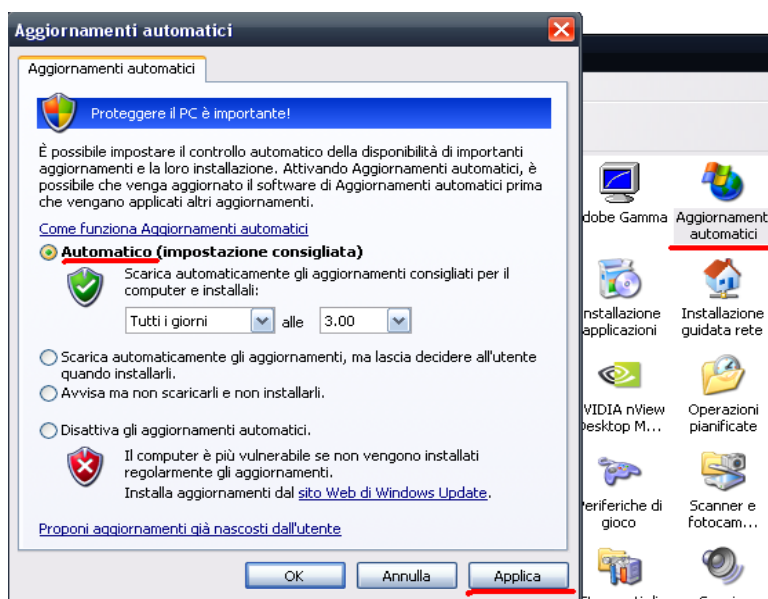 Aggiornamenti automatici
Aggiornamenti automatici
Proteggere il PC è importante!
È possibile impostare il controllo automatico della disponibilità di importanti
aggiornamenti e la loro installazione. Attivando Aggiornamenti automatici, è
possibile che venga aggiornato il software di Aggiornamenti automatici prima
che vengano applicati altri aggiornamenti.
Come funziona Aggiornamenti automatici
Automatico (impostazione consigliata)
Scarica automaticamente gli aggiornamenti consigliati per il
computer e installali:
Tutti i giorni alle 3.00
Scarica automaticamente gli aggiornamenti, ma lascia decidere all'utente
quando installarli.
Avvisa ma non scaricarli e non installarli.
Disattiva gli aggiornamenti automatici.
Il computer è più vulnerabile se non vengono installati
regolarmente gli aggiornamenti.
Installa aggiornamenti dal sito Web di Windows Update.
Proponi aggiornamenti già nascosti dall'utente
OK Annulla Applica
dobe Gamma
Aggiornament
automatici
nstallazione
applicazioni
Installazione
guidata rete
VIDIA nView
Desktop M...
Operazioni
pianificate
eriferiche di
gioco
Scanner e
fotocam...